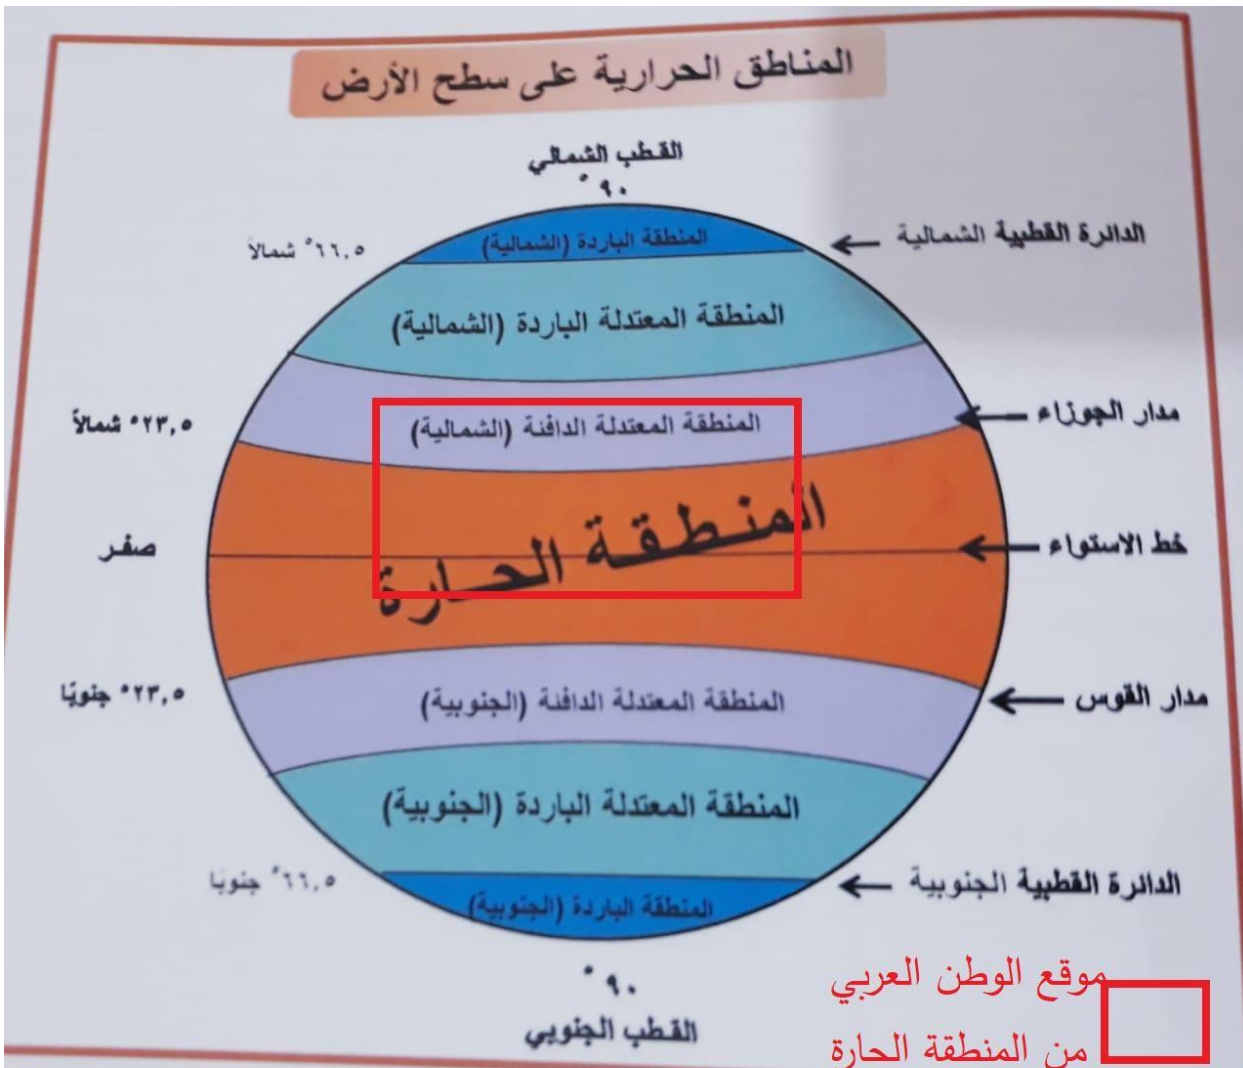 المناطق الحرارية على سطح الأرض
القطب الشمالي
٩٠°
الدائرة القطبية الشمالية
المنطقة الباردة (الشمالية)
٦٦,٥° شمالاً
المنطقة المعتدلة الباردة (الشمالية)
مدار الجوزاء
المنطقة المعتدلة الدافئة (الشمالية)
٢٣,٥° شمالاً
المنطقة الحارة
خط الاستواء
صفر
مدار القوس
المنطقة المعتدلة الدافئة (الجنوبية)
٢٣,٥° جنوبًا
المنطقة المعتدلة الباردة (الجنوبية)
الدائرة القطبية الجنوبية
المنطقة الباردة (الجنوبية)
٦٦,٥° جنوبًا
٩٠°
القطب الجنوبي
موقع الوطن العربي
من المنطقة الحارة